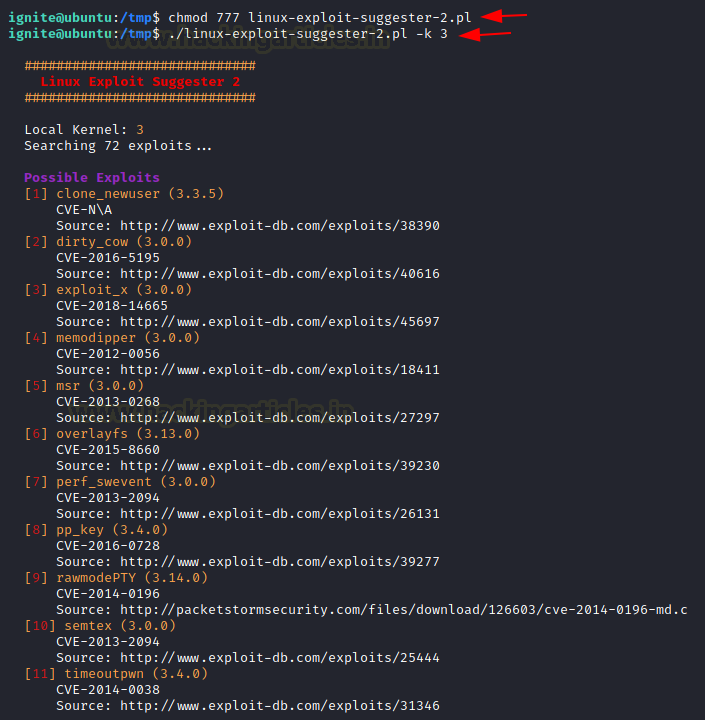 ignite@ubuntu:/tmp$ chmod 777 linux-exploit-suggester-2.pl
ignite@ubuntu:/tmp$ ./linux-exploit-suggester-2.pl -k 3
www.hackingarticles.in
#############################
Linux Exploit Suggester 2
#############################
Local Kernel: 3
Searching 72 exploits...
Possible Exploits
[1] clone_newuser (3.3.5)
CVE-N\A
Source: http://www.exploit-db.com/exploits/38390
[2] dirty_cow (3.0.0)
CVE-2016-5195
Source: http://www.exploit-db.com/exploits/40616
[3] exploit_x (3.0.0)
CVE-2018-14665
Source: http://www.exploit-db.com/exploits/45697
[4] memodipper (3.0.0)
CVE-2012-0056
Source: http://www.exploit-db.com/exploits/18411
[5] msr (3.0.0)
CVE-2013-0268
www.hackingarticles.in
Source: http://www.exploit-db.com/exploits/27297
[6] overlayfs (3.13.0)
CVE-2015-8660
Source: http://www.exploit-db.com/exploits/39230
[7] perf_swevent (3.0.0)
CVE-2013-2094
Source: http://www.exploit-db.com/exploits/26131
[8] pp_key (3.4.0)
CVE-2016-0728
Source: http://www.exploit-db.com/exploits/39277
[9] rawmodePTY (3.14.0)
CVE-2014-0196
Source: http://packetstormsecurity.com/files/download/126603/cve-2014-0196-md.c
[10] semtex (3.0.0)
CVE-2013-2094
Source: http://www.exploit-db.com/exploits/25444
[11] timeoutpwn (3.4.0)
CVE-2014-0038
Source: http://www.exploit-db.com/exploits/31346